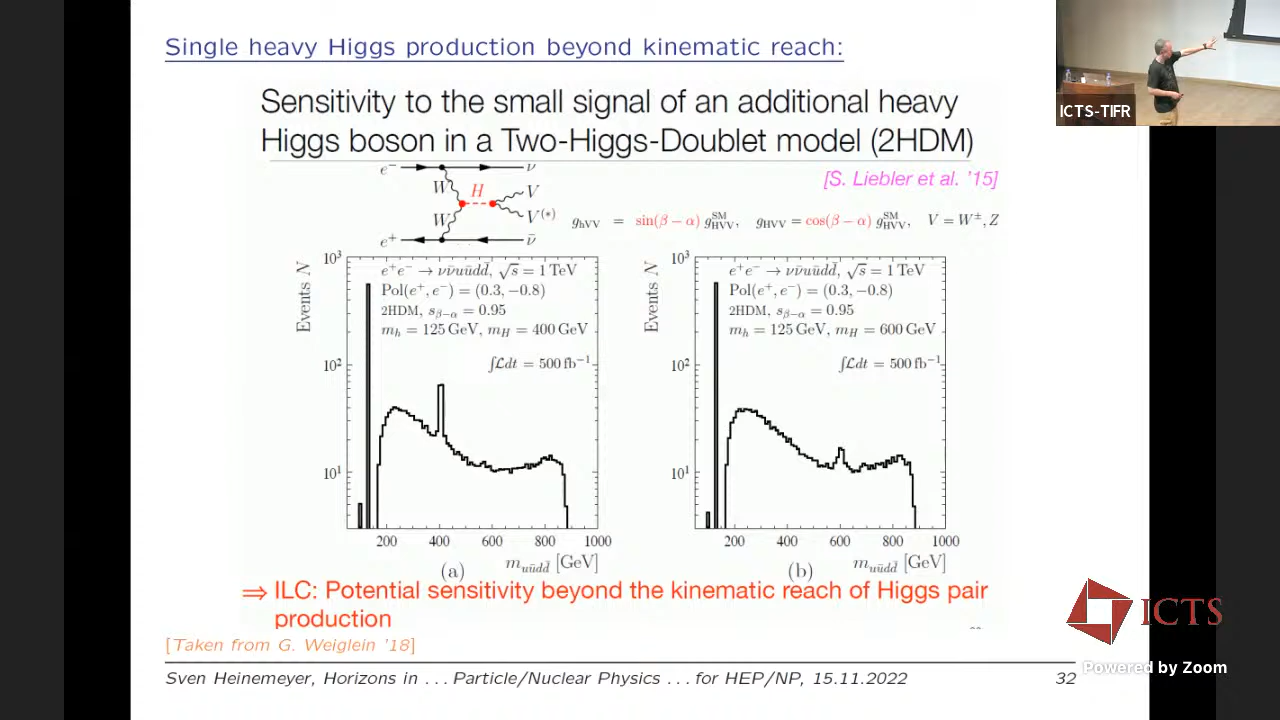 Single heavy Higgs production beyond kinematic reach:
Sensitivity to the small signal of an additional heavy
Higgs boson in a Two-Higgs-Doublet model (2HDM)
[S. Liebler et al. '15]
e⁻ ν
W H V
W V(*)
e⁺ ν̄
g_hVV = sin(β − α) g_HVV^SM, g_HVV = cos(β − α) g_HVV^SM, V = W±, Z
Events N
10³
10²
10¹
e⁺e⁻ → νν̄uūdd̄, √s = 1 TeV
Pol(e⁺, e⁻) = (0.3, −0.8)
2HDM, s_β−α = 0.95
m_h = 125 GeV, m_H = 400 GeV
∫Ldt = 500 fb⁻¹
200 400 600 800 1000
m_uūdd̄ [GeV]
(a)
Events N
10³
10²
10¹
e⁺e⁻ → νν̄uūdd̄, √s = 1 TeV
Pol(e⁺, e⁻) = (0.3, −0.8)
2HDM, s_β−α = 0.95
m_h = 125 GeV, m_H = 600 GeV
∫Ldt = 500 fb⁻¹
200 400 600 800 1000
m_uūdd̄ [GeV]
(b)
⇒ ILC: Potential sensitivity beyond the kinematic reach of Higgs pair
production
[Taken from G. Weiglein '18]
Sven Heinemeyer, Horizons in ... Particle/Nuclear Physics ... for HEP/NP, 15.11.2022 32
ICTS-TIFR
ICTS
Powered by Zoom